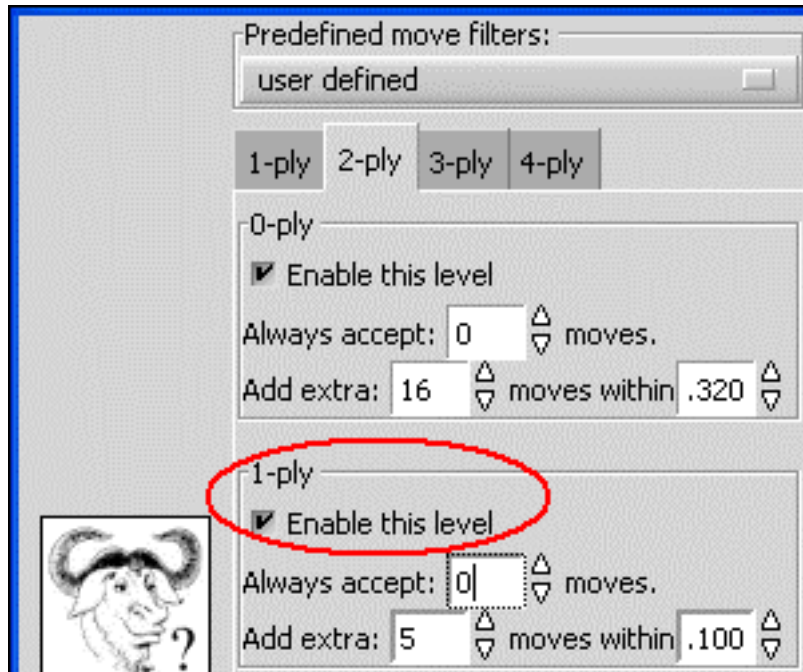 Predefined move filters:
user defined
1-ply 2-ply 3-ply 4-ply
0-ply
Enable this level
Always accept: 0 moves.
Add extra: 16 moves within .320
1-ply
Enable this level
Always accept: 0 moves.
Add extra: 5 moves within .100
?